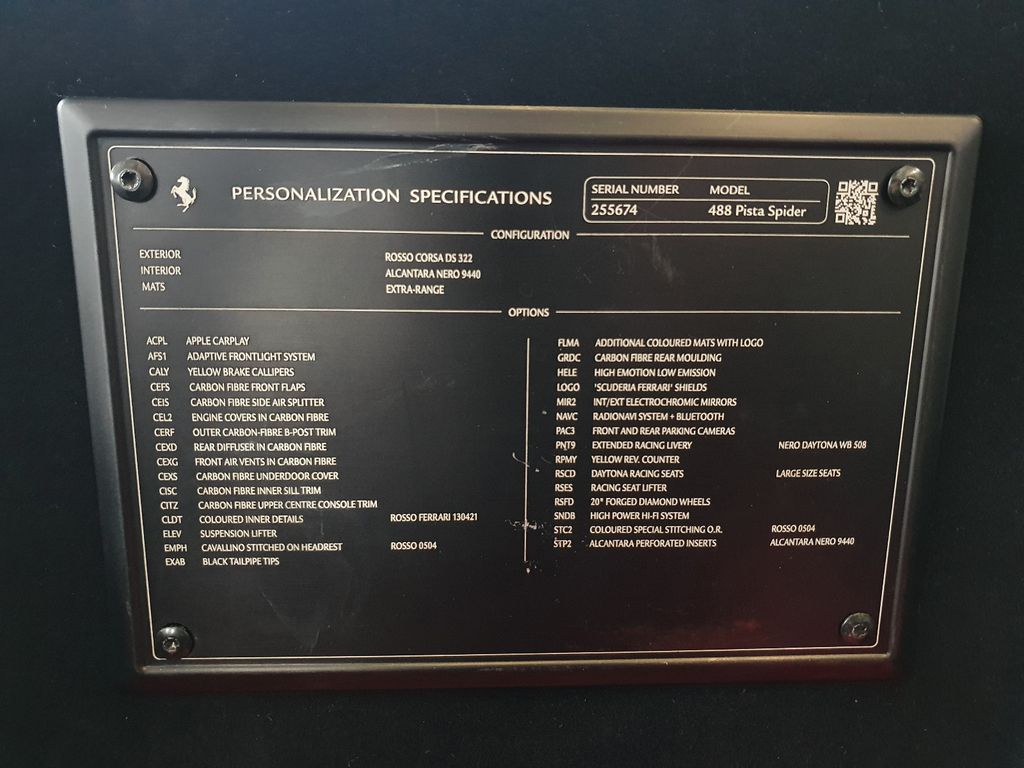 PERSONALIZATION SPECIFICATIONS
SERIAL NUMBER MODEL
255674 488 Pista Spider
CONFIGURATION
EXTERIOR ROSSO CORSA DS 322
INTERIOR ALCANTARA NERO 9440
MATS EXTRA-RANGE
OPTIONS
ACPL APPLE CARPLAY
AFS1 ADAPTIVE FRONTLIGHT SYSTEM
CALY YELLOW BRAKE CALLIPERS
CEFS CARBON FIBRE FRONT FLAPS
CEIS CARBON FIBRE SIDE AIR SPLITTER
CEL2 ENGINE COVERS IN CARBON FIBRE
CERF OUTER CARBON-FIBRE B-POST TRIM
CEXD REAR DIFFUSER IN CARBON FIBRE
CEXG FRONT AIR VENTS IN CARBON FIBRE
CEXS CARBON FIBRE UNDERDOOR COVER
CISC CARBON FIBRE INNER SILL TRIM
CITZ CARBON FIBRE UPPER CENTRE CONSOLE TRIM
CLDT COLOURED INNER DETAILS ROSSO FERRARI 130421
ELEV SUSPENSION LIFTER
EMPH CAVALLINO STITCHED ON HEADREST ROSSO 0504
EXAB BLACK TAILPIPE TIPS
FLMA ADDITIONAL COLOURED MATS WITH LOGO
GRDC CARBON FIBRE REAR MOULDING
HELE HIGH EMOTION LOW EMISSION
LOGO 'SCUDERIA FERRARI' SHIELDS
MIR2 INT/EXT ELECTROCHROMIC MIRRORS
NAVC RADIONAVI SYSTEM + BLUETOOTH
PAC3 FRONT AND REAR PARKING CAMERAS
PNT9 EXTENDED RACING LIVERY NERO DAYTONA WB 508
RPMY YELLOW REV. COUNTER
RSCD DAYTONA RACING SEATS LARGE SIZE SEATS
RSES RACING SEAT LIFTER
RSFD 20" FORGED DIAMOND WHEELS
SNDB HIGH POWER HI-FI SYSTEM
STC2 COLOURED SPECIAL STITCHING O.R. ROSSO 0504
STP2 ALCANTARA PERFORATED INSERTS ALCANTARA NERO 9440